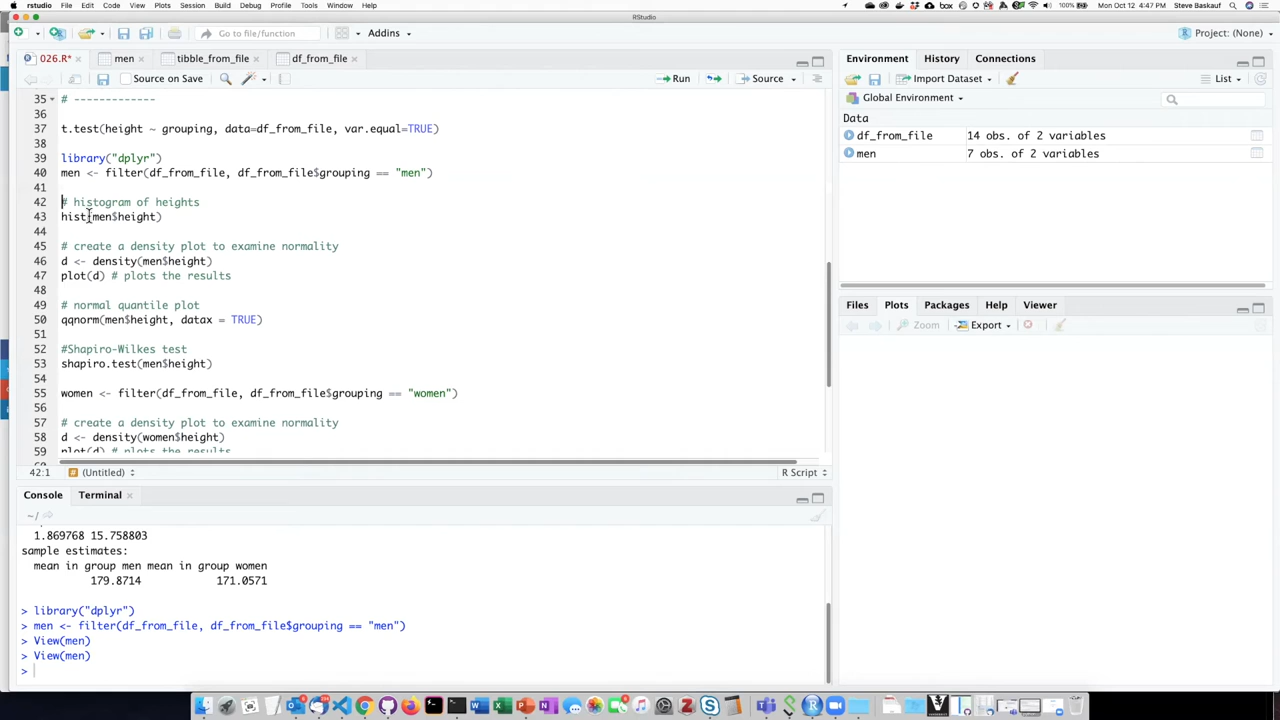 rstudio File Edit Code View Plots Session Build Debug Profile Tools Window Help box 100% Mon Oct 12 4:47 PM Steve Baskauf
RStudio
Go to file/function Addins Project: (None)
026.R* men tibble_from_file df_from_file
Source on Save Run Source
35 # -------------
36
37 t.test(height ~ grouping, data=df_from_file, var.equal=TRUE)
38
39 library("dplyr")
40 men <- filter(df_from_file, df_from_file$grouping == "men")
41
42 # histogram of heights
43 hist(men$height)
44
45 # create a density plot to examine normality
46 d <- density(men$height)
47 plot(d) # plots the results
48
49 # normal quantile plot
50 qqnorm(men$height, datax = TRUE)
51
52 #Shapiro-Wilkes test
53 shapiro.test(men$height)
54
55 women <- filter(df_from_file, df_from_file$grouping == "women")
56
57 # create a density plot to examine normality
58 d <- density(women$height)
59 plot(d) # plots the results
60
42:1 (Untitled) R Script
Console Terminal
~/
1.869768 15.758803
sample estimates:
mean in group men mean in group women
179.8714 171.0571
> library("dplyr")
> men <- filter(df_from_file, df_from_file$grouping == "men")
> View(men)
> View(men)
>
Environment History Connections
Import Dataset List
Global Environment
Data
df_from_file 14 obs. of 2 variables
men 7 obs. of 2 variables
Files Plots Packages Help Viewer
Zoom Export